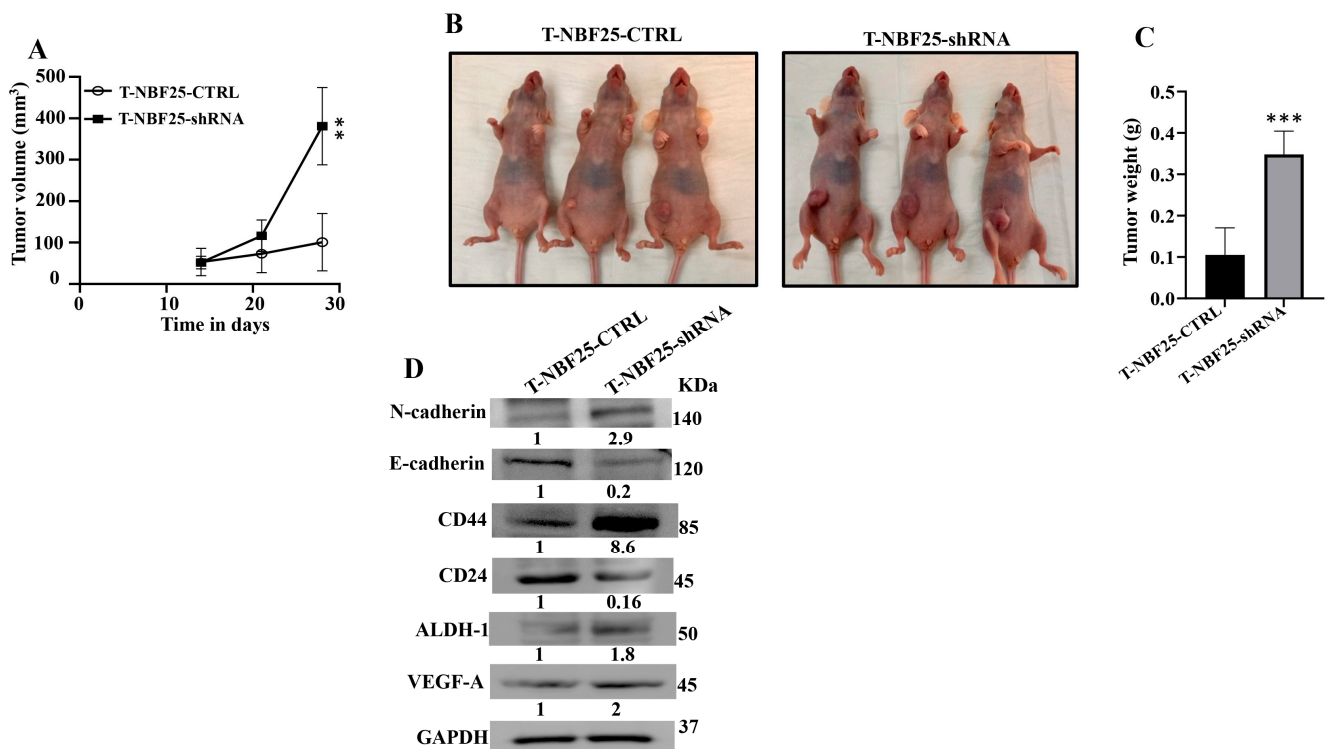 A
Tumor volume (mm³)
500
400
300
200
100
0
0
10
20
30
Time in days
T-NBF25-CTRL
T-NBF25-shRNA
**
B
T-NBF25-CTRL
T-NBF25-shRNA
C
Tumor weight (g)
0.5
0.4
0.3
0.2
0.1
0.0
***
T-NBF25-CTRL
T-NBF25-shRNA
D
T-NBF25-CTRL
T-NBF25-shRNA
KDa
N-cadherin
140
1 2.9
E-cadherin
120
1 0.2
CD44
85
1 8.6
CD24
45
1 0.16
ALDH-1
50
1 1.8
VEGF-A
45
1 2
GAPDH
37